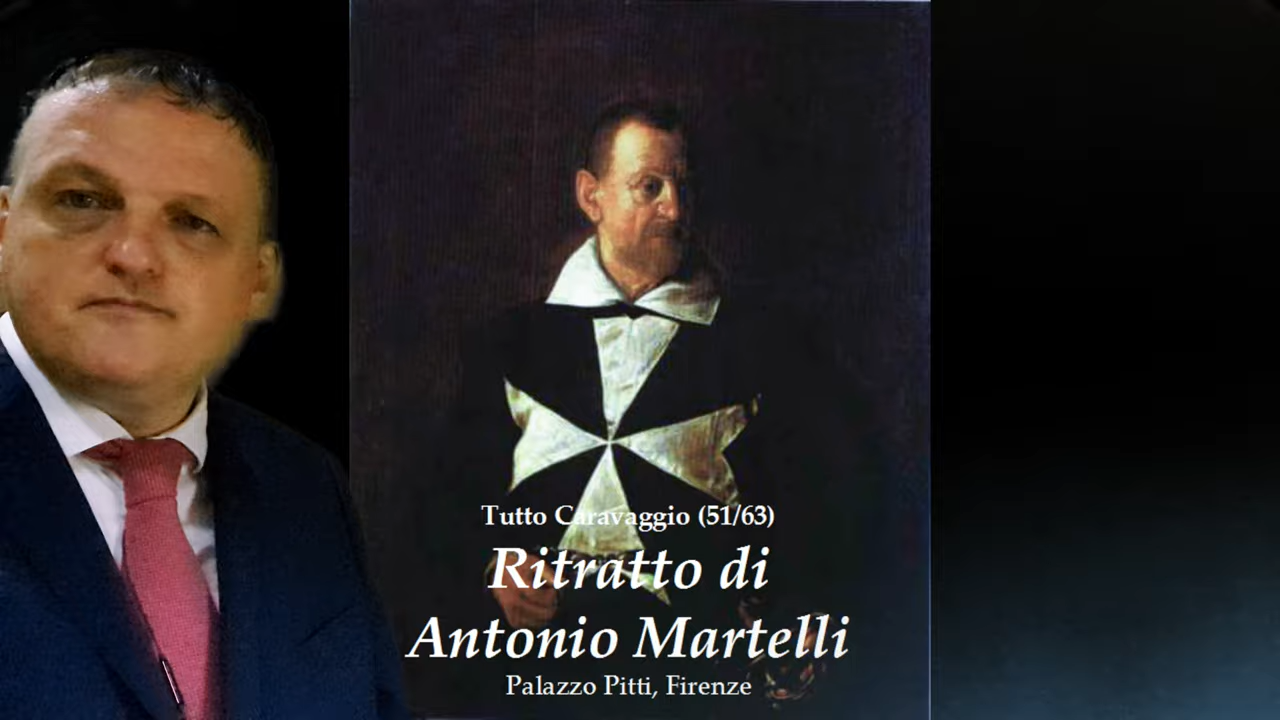 Tutto Caravaggio (51/63)
Ritratto di
Antonio Martelli
Palazzo Pitti, Firenze